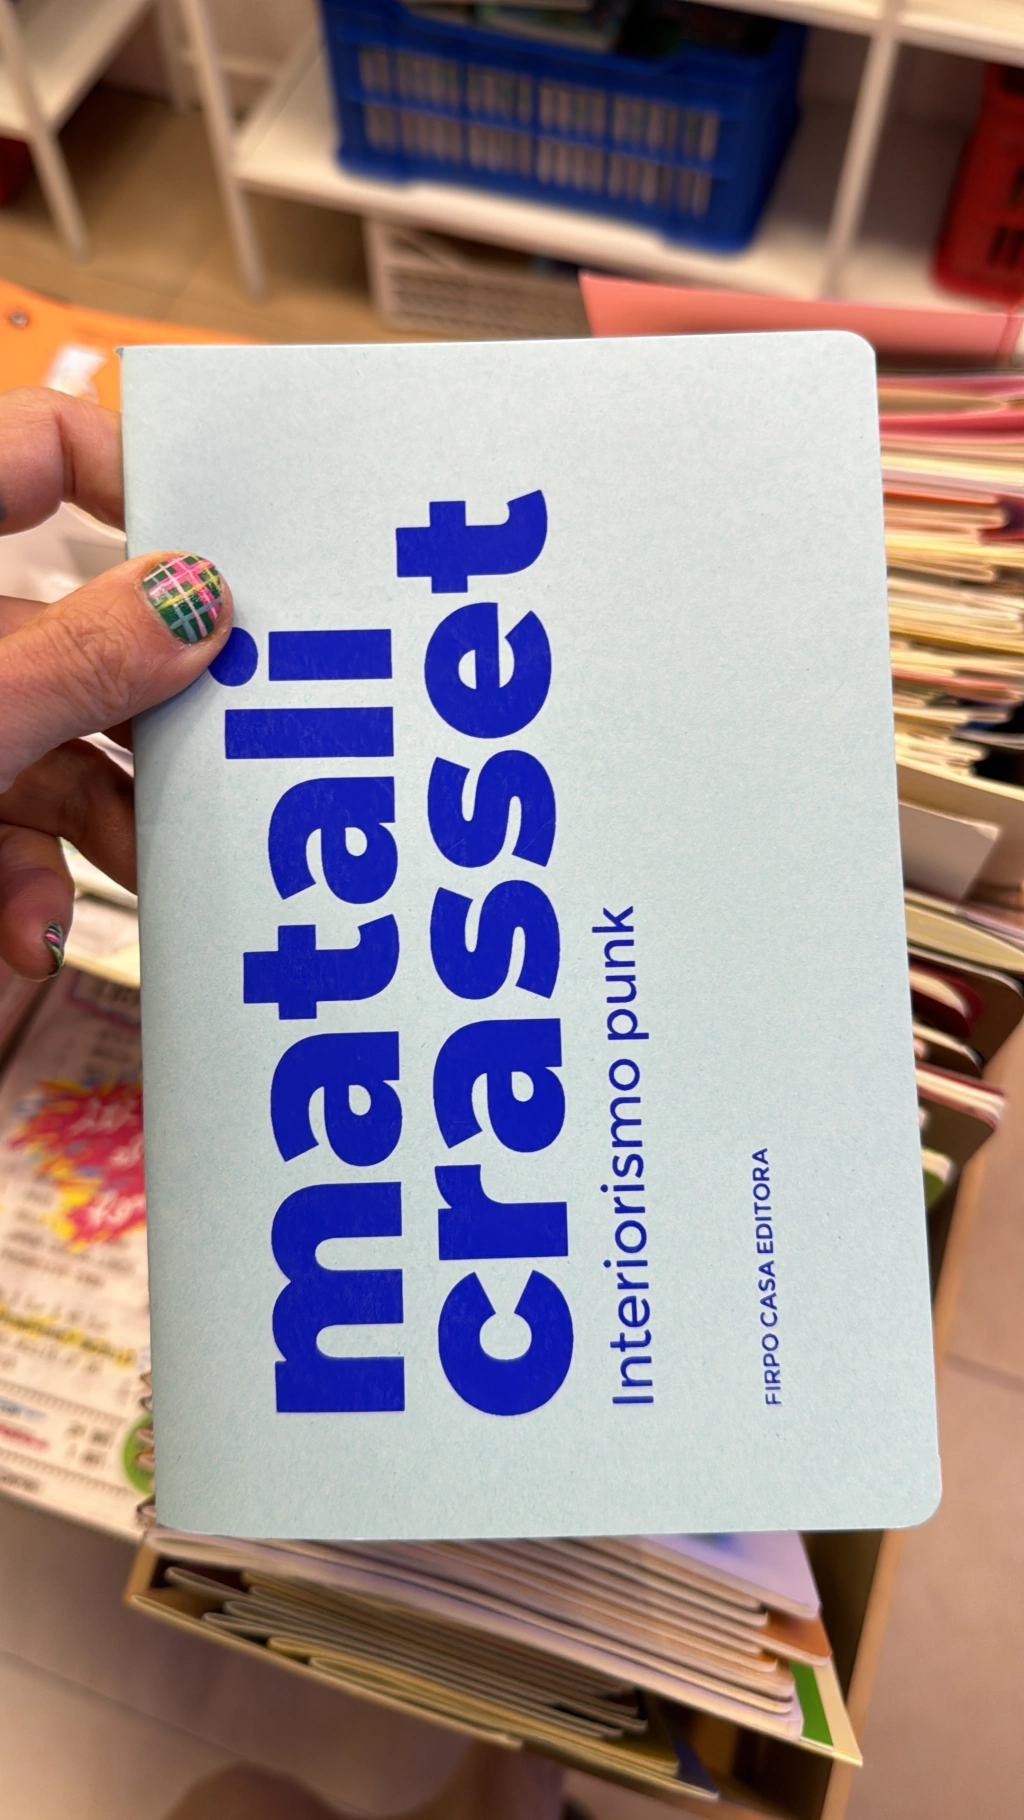 matali
crasset
Interiorismo punk
FIRPO CASA EDITORA